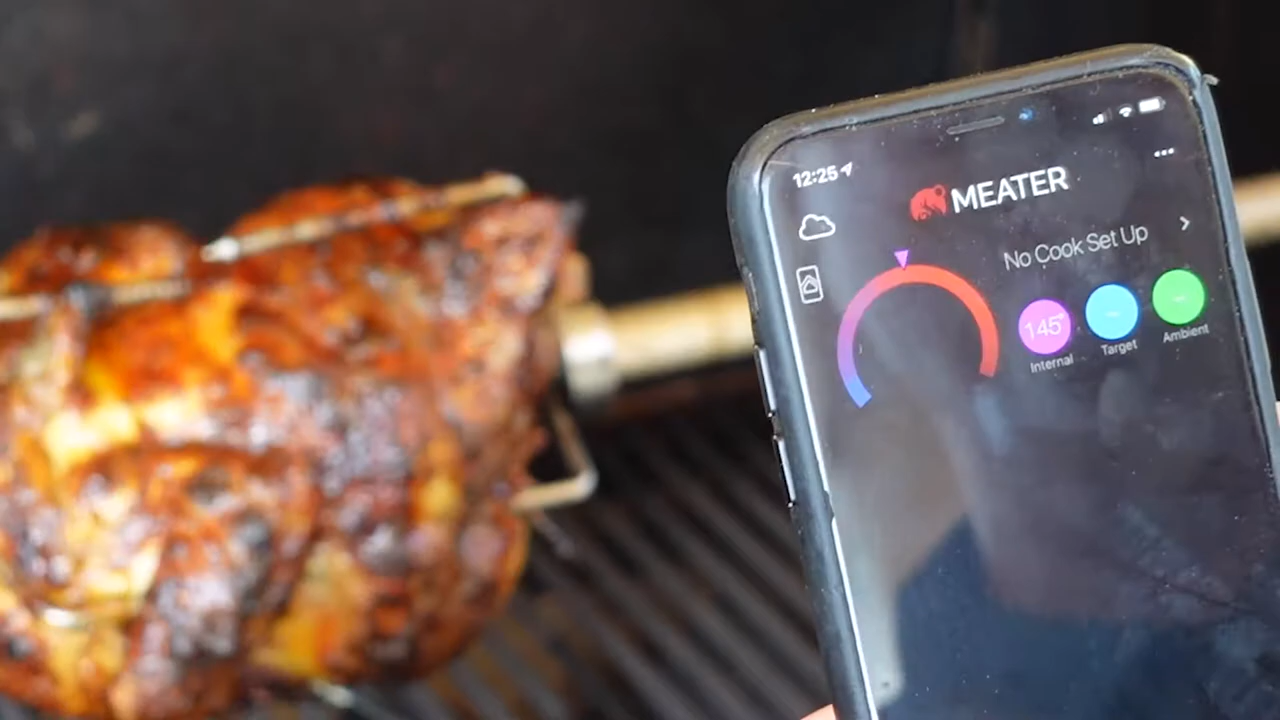 12:25
MEATER
No Cook Set Up
145°
Internal
Target
Ambient